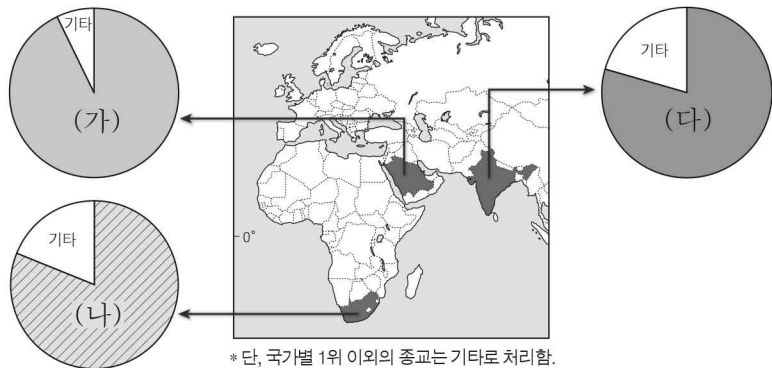 기타
(가)
기타
(다)
기타
(나)
0°
* 단, 국가별 1위 이외의 종교는 기타로 처리함.